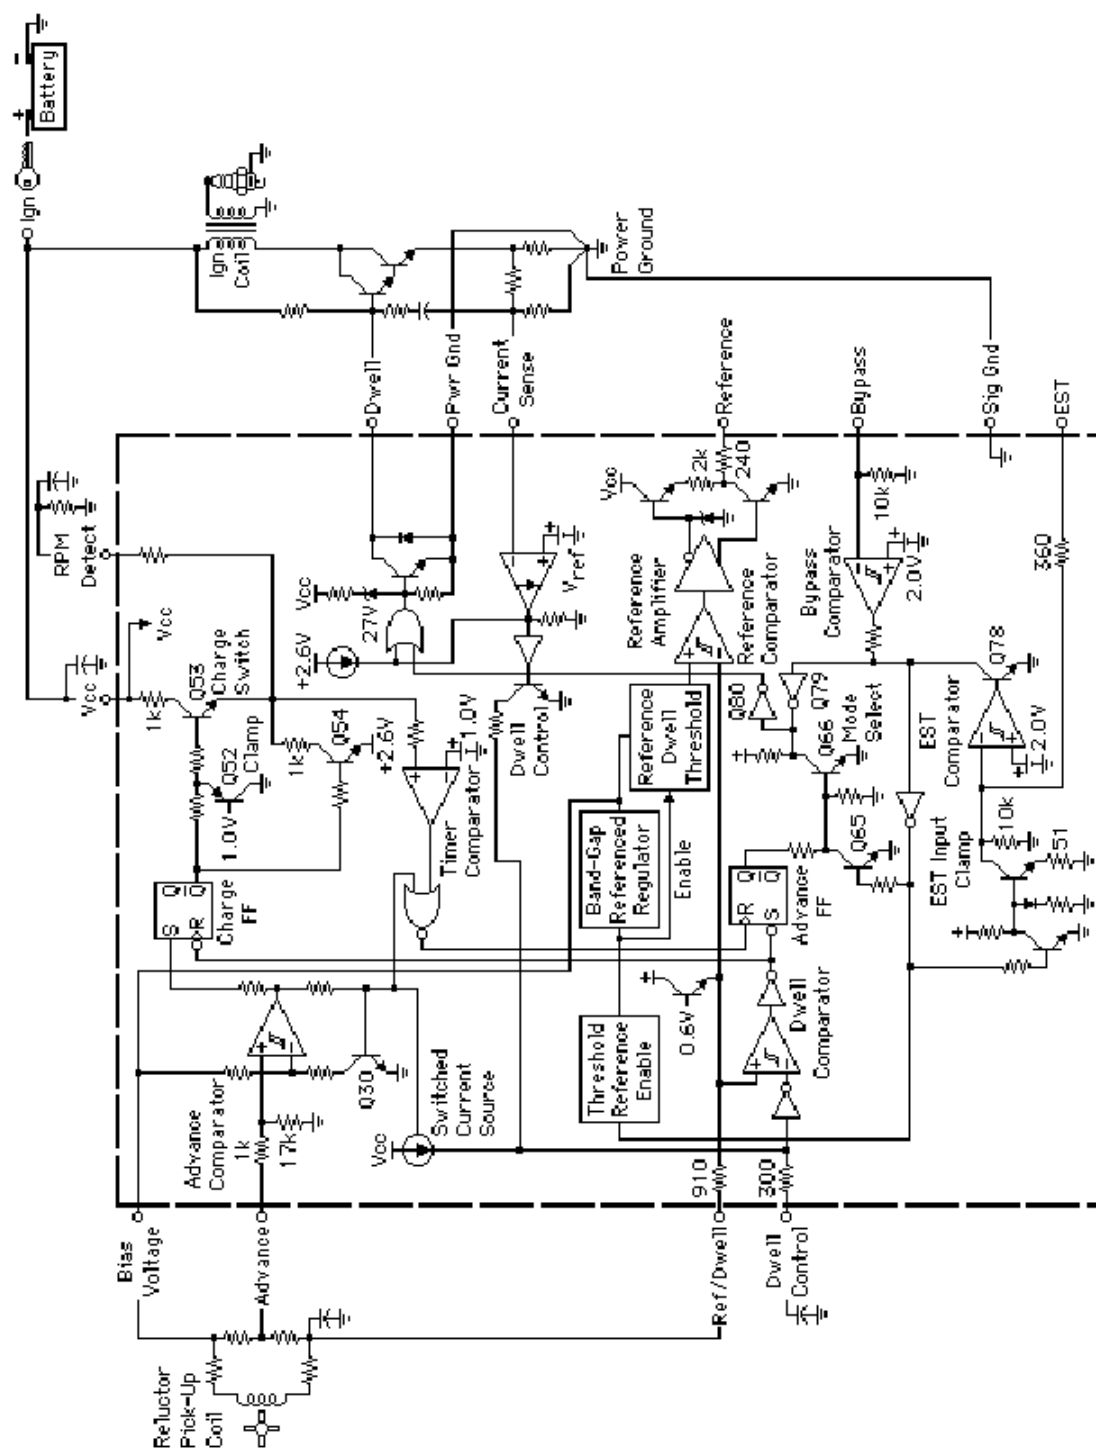 Reluctor
Pick-Up
Coil
Bias
Voltage
Advance
Ref/Dwell
Dwell
Control
Advance
Comparator
1k
17k
Q30
Vcc
Switched
Current
Source
910
300
Threshold
Reference
Enable
0.6V
Dwell
Comparator
S
R
Q
Q
Charge
FF
1.0V
Q52
Clamp
1k
Q53
Charge
Switch
1k
Q54
+2.6V
Timer
Comparator
1.0V
Dwell
Control
Band-Gap
Referenced
Regulator
Enable
Reference
Dwell
Threshold
R
S
Q
Q
Advance
FF
Q65
Q66
Mode
Select
Q80
Q79
EST Input
Clamp
10k
51
EST
Comparator
2.0V
Q78
360
Vcc
Vcc
RPM
Detect
+2.6V
Vcc
27V
Vref
Reference
Amplifier
Reference
Comparator
Vcc
2k
240
Bypass
Comparator
2.0V
10k
Dwell
Pwr Gnd
Current
Sense
Reference
Bypass
Sig Gnd
EST
Power
Ground
Ign
Coil
Ign
Battery
+
-